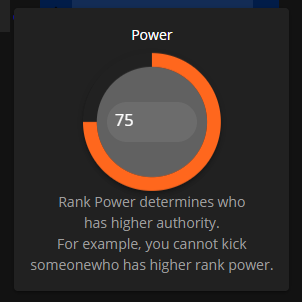 Power
75
Rank Power determines who
has higher authority.
For example, you cannot kick
someonewho has higher rank power.